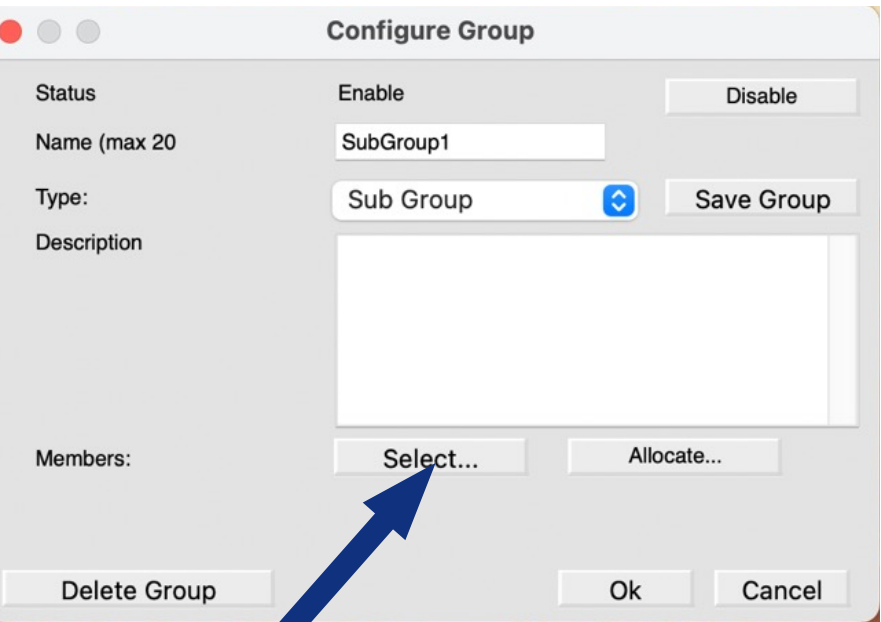 Configure Group
Status Enable Disable
Name (max 20 SubGroup1
Type: Sub Group Save Group
Description
Members: Select... Allocate...
Delete Group Ok Cancel